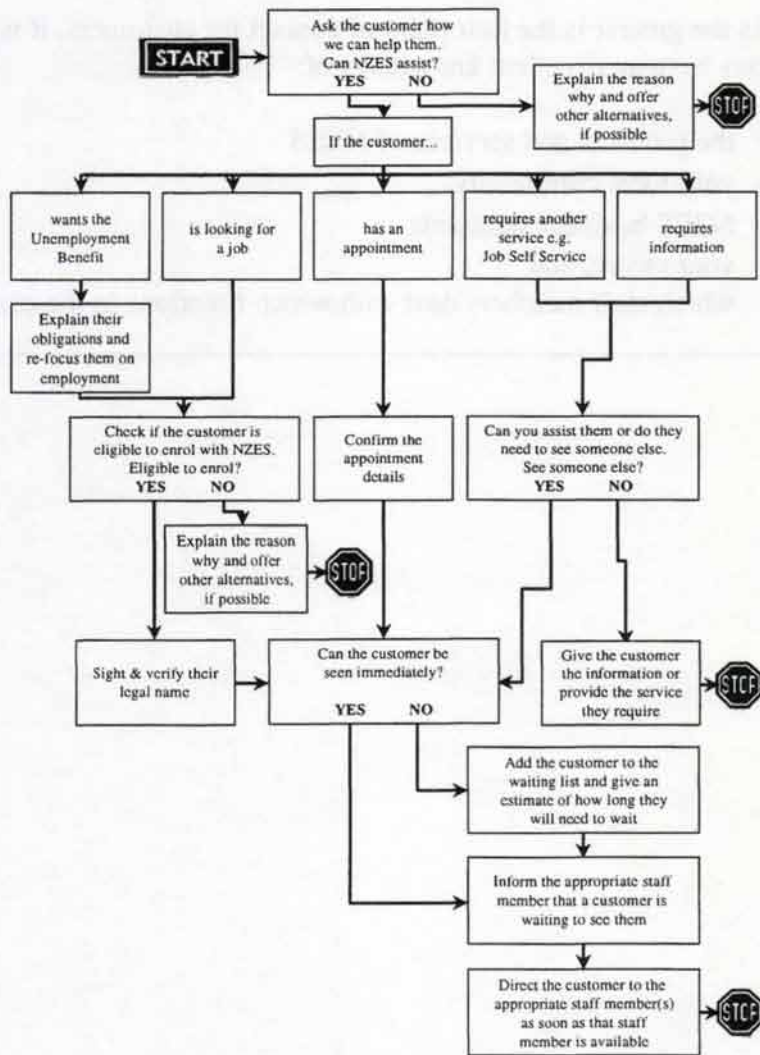 START
Ask the customer how
we can help them.
Can NZES assist?
YES NO
Explain the reason
why and offer
other alternatives,
if possible
STOP
If the customer...
wants the
Unemployment
Benefit
is looking for
a job
has an
appointment
requires another
service e.g.
Job Self Service
requires
information
Explain their
obligations and
re-focus them on
employment
Check if the customer is
eligible to enrol with NZES.
Eligible to enrol?
YES NO
Confirm the
appointment
details
Can you assist them or do they
need to see someone else.
See someone else?
YES NO
Explain the reason
why and offer
other alternatives,
if possible
STOP
Sight & verify their
legal name
Can the customer be
seen immediately?
YES NO
Give the customer
the information or
provide the service
they require
STOP
Add the customer to the
waiting list and give an
estimate of how long they
will need to wait
Inform the appropriate staff
member that a customer is
waiting to see them
Direct the customer to the
appropriate staff member(s)
as soon as that staff
member is available
STOP